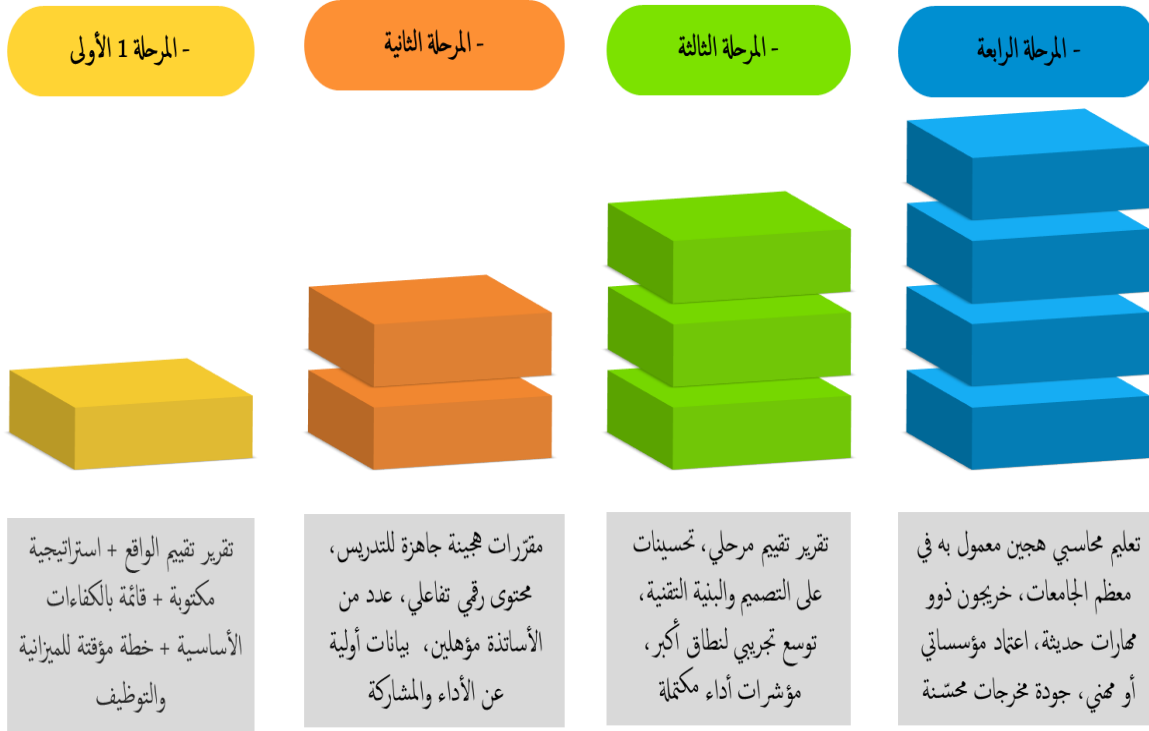 - المرحلة 1 الأولى
- المرحلة الثانية
- المرحلة الثالثة
- المرحلة الرابعة
تقرير تقييم الواقع + استراتيجية
مكتوبة + قائمة بالكفاءات
الأساسية + خطة مؤقتة للميزانية
والتوظيف
مقرّرات هجينة جاهزة للتدريس،
محتوى رقمي تفاعلي، عدد من
الأساتذة مؤهلين، بيانات أولية
عن الأداء والمشاركة
تقرير تقييم مرحلي، تحسينات
على التصميم والبنية التقنية،
توسع تجريبي لنطاق أكبر،
مؤشرات أداء مكتملة
تعليم محاسبي هجين معمول به في
معظم الجامعات، خريجون ذوو
مهارات حديثة، اعتماد مؤسساتي
أو مهني، جودة مخرجات محسّنة